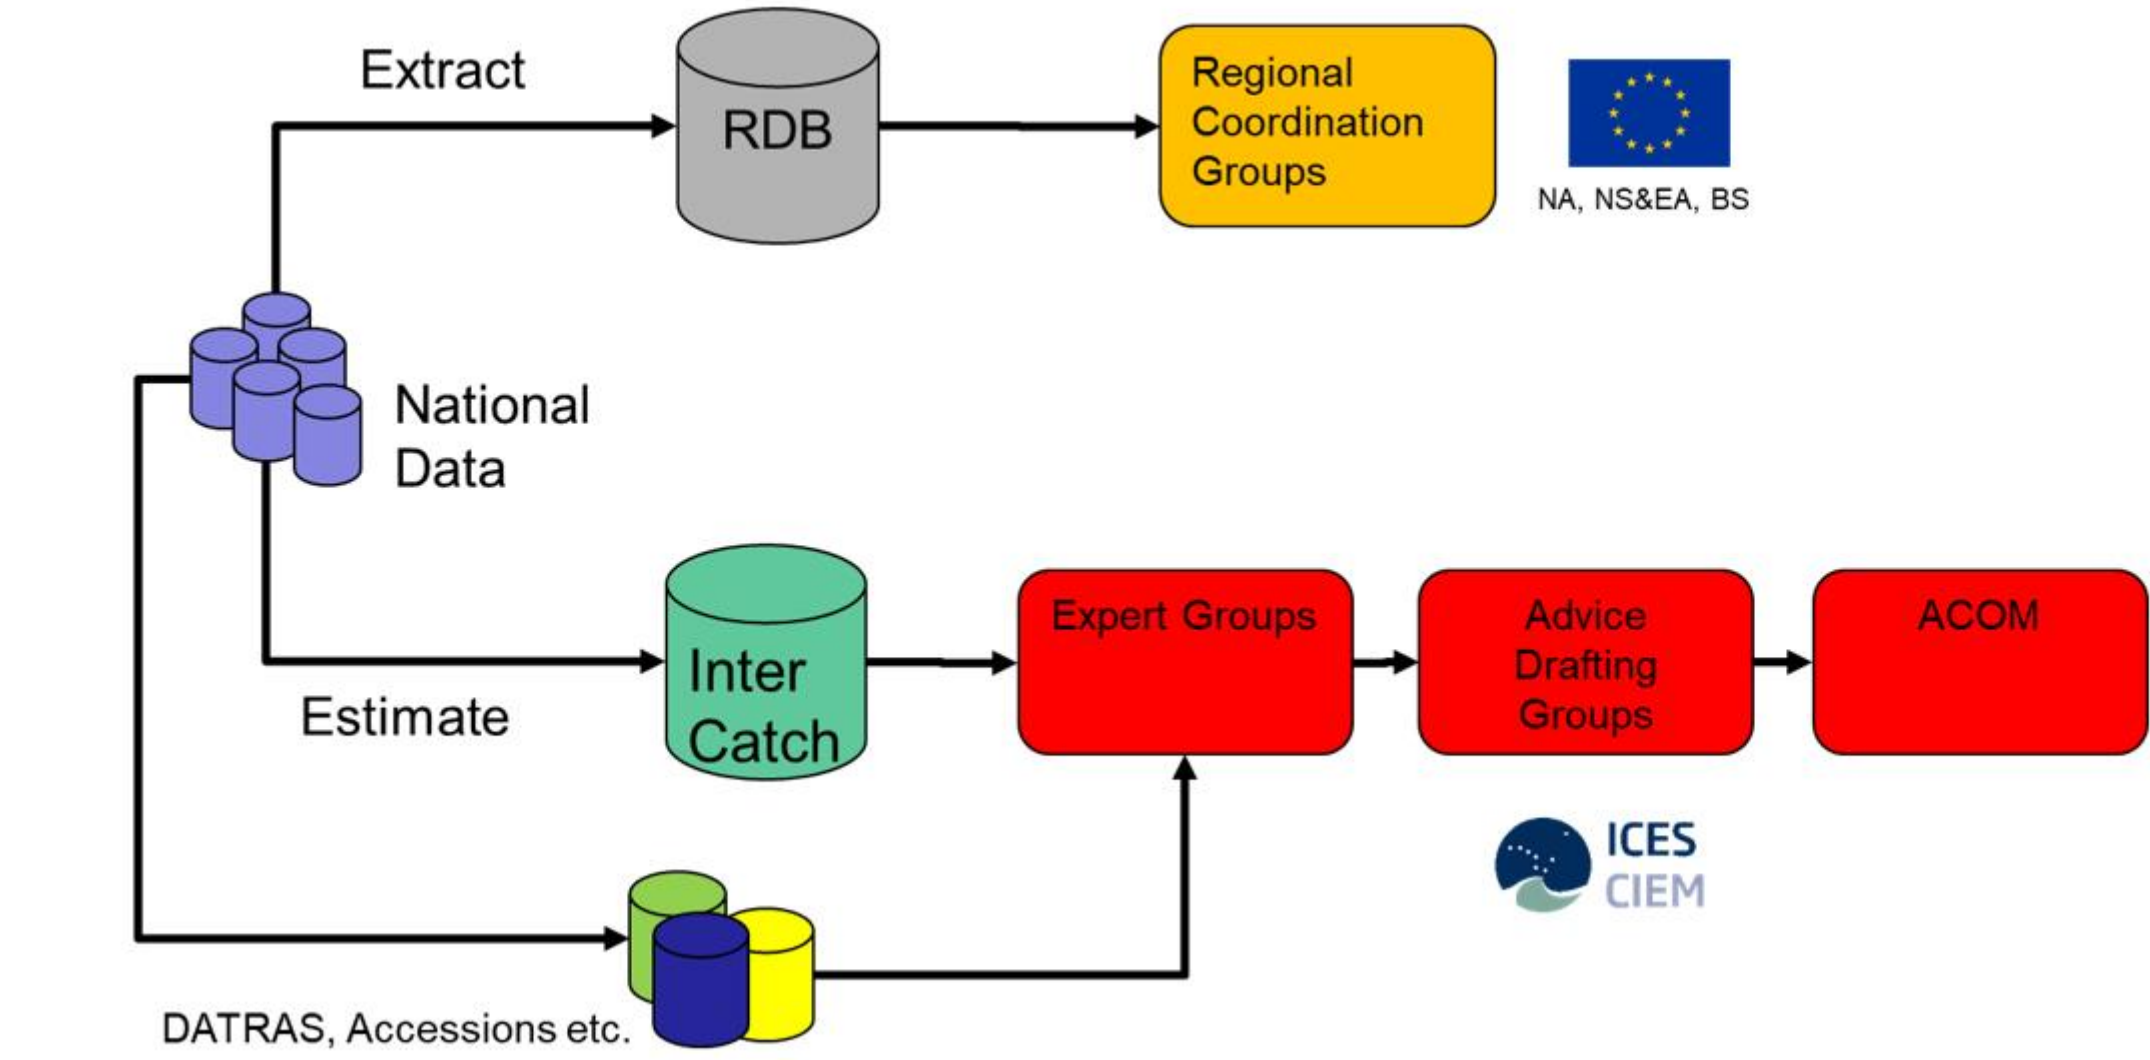 Extract
RDB
Regional
Coordination
Groups
NA, NS&EA, BS
National
Data
Estimate
Inter
Catch
Expert Groups
Advice
Drafting
Groups
ACOM
ICES
CIEM
DATRAS, Accessions etc.